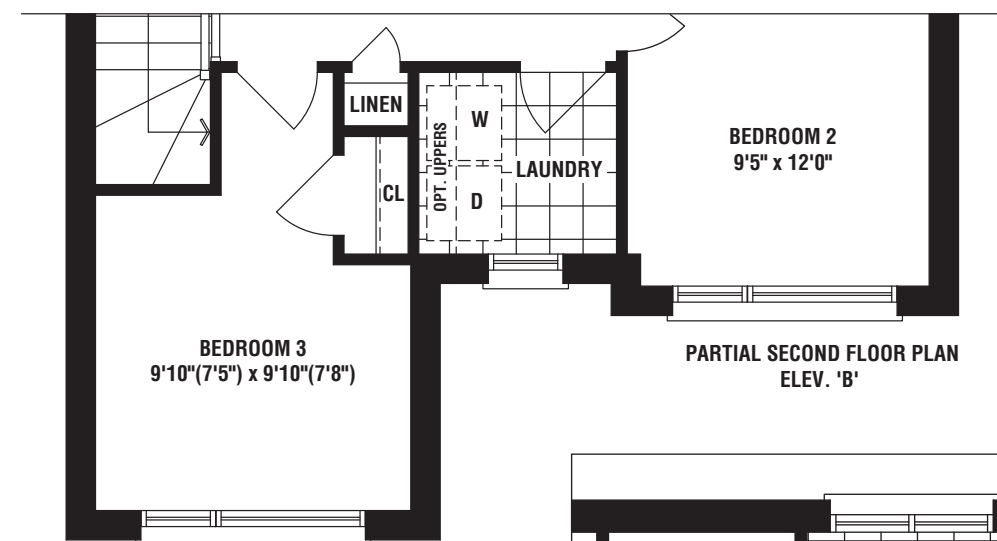 LINEN
W
OPT. UPPERS
LAUNDRY
CL
D
BEDROOM 2
9'5" x 12'0"
BEDROOM 3
9'10"(7'5") x 9'10"(7'8")
PARTIAL SECOND FLOOR PLAN
ELEV. 'B'